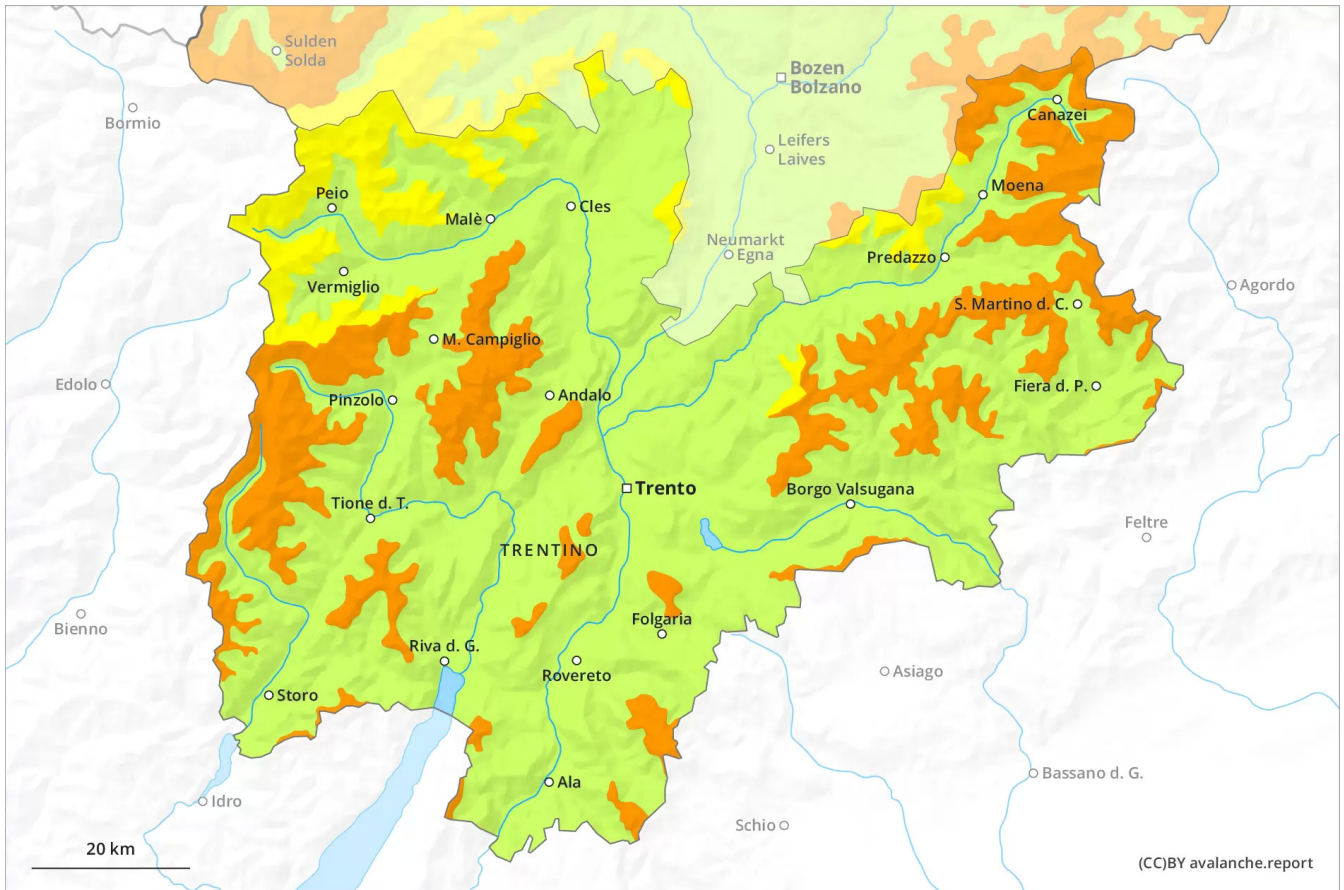 Sulden
Solda
Bozen
Bolzano
Bormio
Canazei
Leifers
Laives
Moena
Peio
Malè
Cles
Neumarkt
Egna
Predazzo
Vermiglio
Agordo
S. Martino d. C.
M. Campiglio
Edolo
Fiera d. P.
Andalo
Pinzolo
Trento
Borgo Valsugana
Tione d. T.
Feltre
TRENTINO
Bienno
Folgaria
Riva d. G.
Asiago
Rovereto
Storo
Bassano d. G.
Ala
Idro
Schio
20 km
(CC)BY avalanche.report